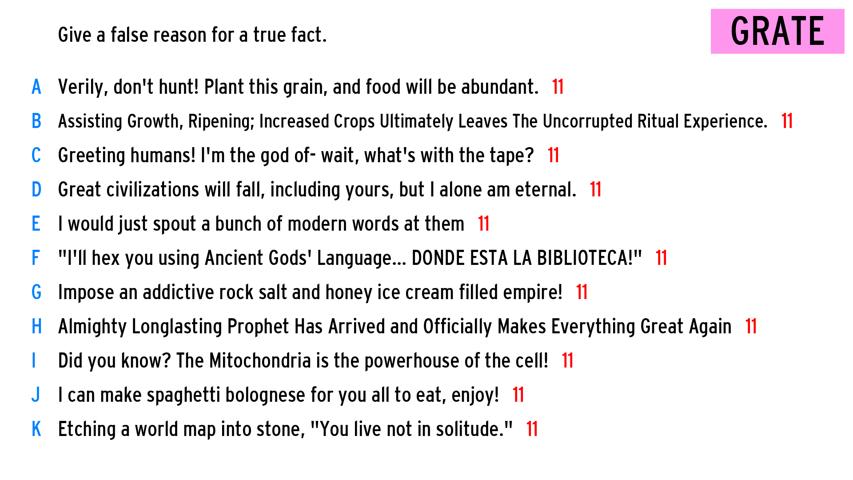 Give a false reason for a true fact.
GRATE
A Verily, don't hunt! Plant this grain, and food will be abundant. 11
B Assisting Growth, Ripening; Increased Crops Ultimately Leaves The Uncorrupted Ritual Experience. 11
C Greeting humans! I'm the god of- wait, what's with the tape? 11
D Great civilizations will fall, including yours, but I alone am eternal. 11
E I would just spout a bunch of modern words at them 11
F "I'll hex you using Ancient Gods' Language... DONDE ESTA LA BIBLIOTECA!" 11
G Impose an addictive rock salt and honey ice cream filled empire! 11
H Almighty Longlasting Prophet Has Arrived and Officially Makes Everything Great Again 11
I Did you know? The Mitochondria is the powerhouse of the cell! 11
J I can make spaghetti bolognese for you all to eat, enjoy! 11
K Etching a world map into stone, "You live not in solitude." 11